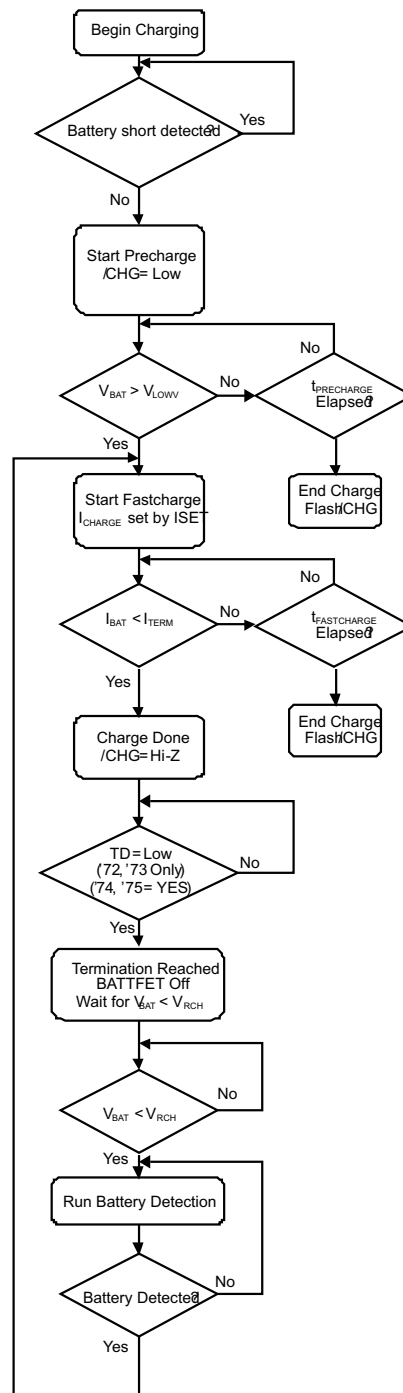 Begin Charging
Battery short detected?
Yes
No
Start Precharge
/CHG= Low
No
VBAT > VLOWV
No
tPRECHARGE
Elapsed?
Yes
End Charge
Flash/CHG
Start Fastcharge
ICHARGE set by ISET
No
IBAT < ITERM
No
tFASTCHARGE
Elapsed?
Yes
End Charge
Flash/CHG
Charge Done
/CHG=Hi-Z
TD=Low
('72, '73 Only)
('74, '75= YES)
No
Yes
Termination Reached
BATTFET Off
Wait for VBAT < VRCH
No
VBAT < VRCH
Yes
Run Battery Detection
No
Battery Detected?
Yes